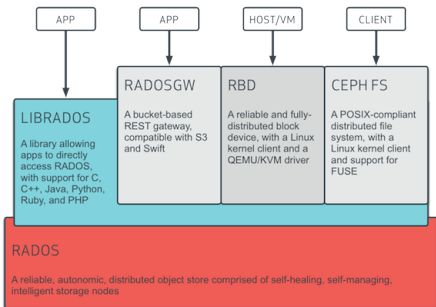 APP
APP
HOST/VM
CLIENT
LIBRADOS
A library allowing
apps to directly
access RADOS,
with support for C,
C++, Java, Python,
Ruby, and PHP
RADOSGW
A bucket-based
REST gateway,
compatible with S3
and Swift
RBD
A reliable and fully-
distributed block
device, with a Linux
kernel client and a
QEMU/KVM driver
CEPH FS
A POSIX-compliant
distributed file
system, with a
Linux kernel client
and support for
FUSE
RADOS
A reliable, autonomic, distributed object store comprised of self-healing, self-managing,
intelligent storage nodes